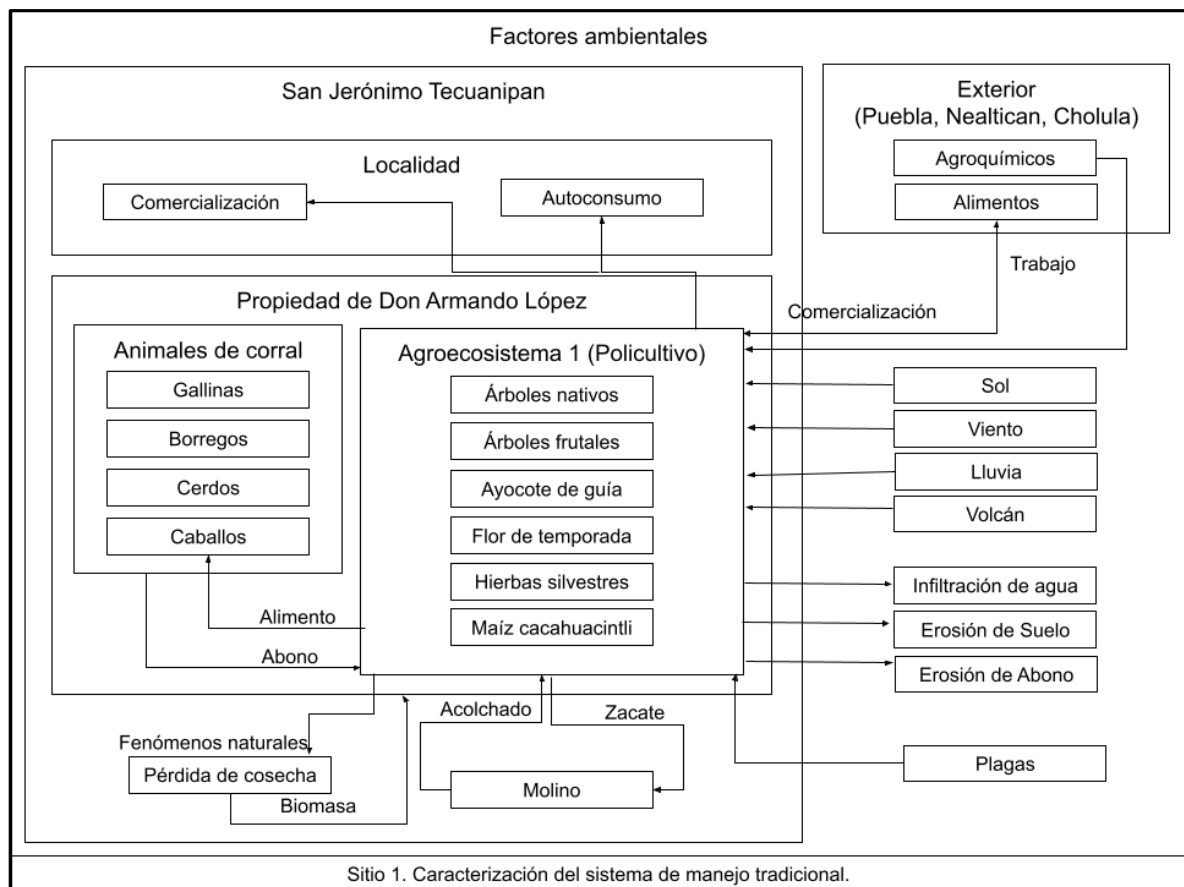 Factores ambientales
San Jerónimo Tecuanipan
Localidad
Comercialización
Autoconsumo
Exterior
(Puebla, Nealtican, Cholula)
Agroquímicos
Alimentos
Trabajo
Comercialización
Propiedad de Don Armando López
Animales de corral
Gallinas
Borregos
Cerdos
Caballos
Alimento
Abono
Agroecosistema 1 (Policultivo)
Árboles nativos
Árboles frutales
Ayocote de guía
Flor de temporada
Hierbas silvestres
Maíz cacahuacintli
Sol
Viento
Lluvia
Volcán
Infiltración de agua
Erosión de Suelo
Erosión de Abono
Plagas
Fenómenos naturales
Pérdida de cosecha
Biomasa
Acolchado
Zacate
Molino
Sitio 1. Caracterización del sistema de manejo tradicional.